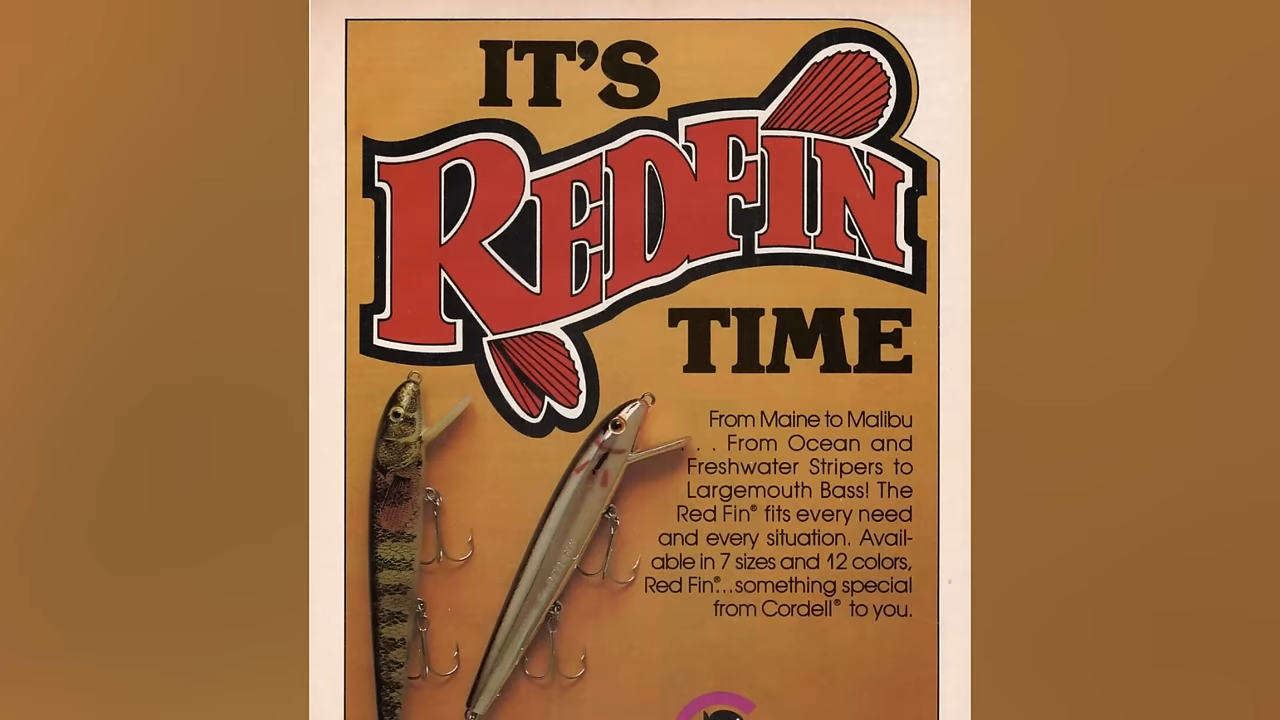 IT'S
REDFIN
TIME
From Maine to Malibu
. . . From Ocean and
Freshwater Stripers to
Largemouth Bass! The
Red Fin® fits every need
and every situation. Avail-
able in 7 sizes and 12 colors,
Red Fin®...something special
from Cordell® to you.